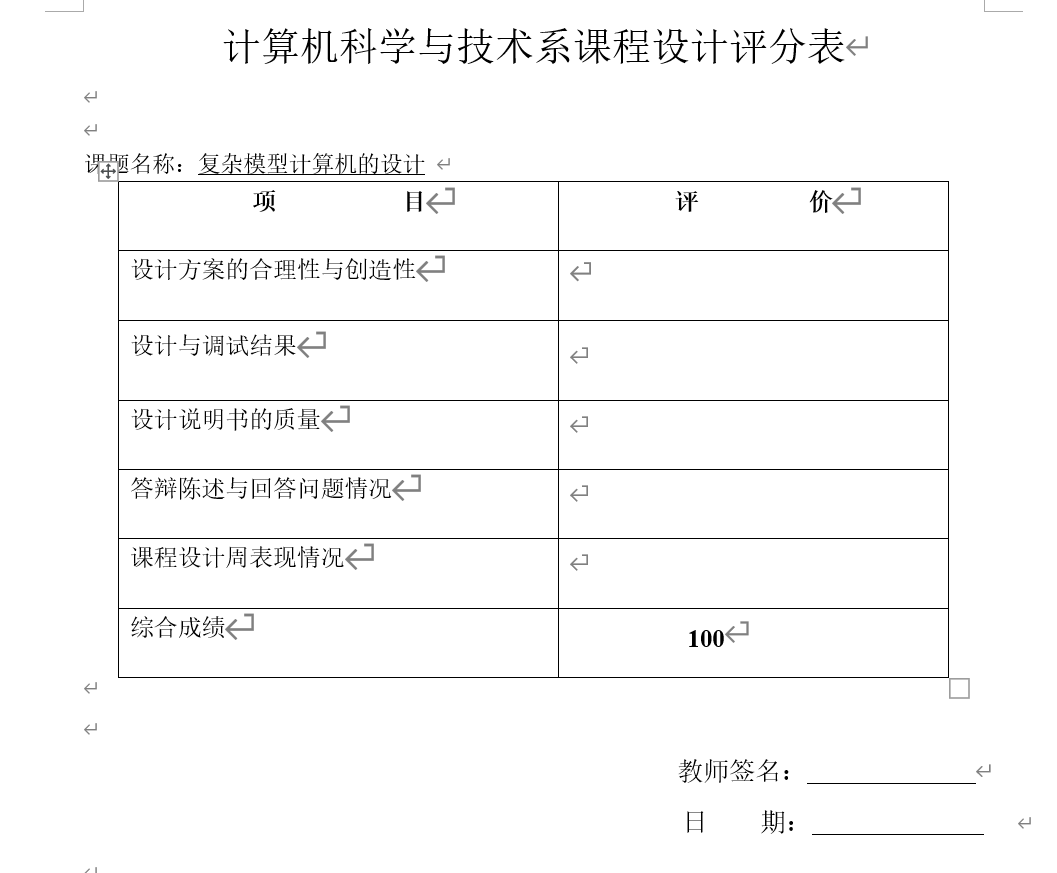 计算机科学与技术系课程设计评分表
课题名称：复杂模型计算机的设计
项 目 评 价
设计方案的合理性与创造性
设计与调试结果
设计说明书的质量
答辩陈述与回答问题情况
课程设计周表现情况
综合成绩 100
教师签名：
日 期：